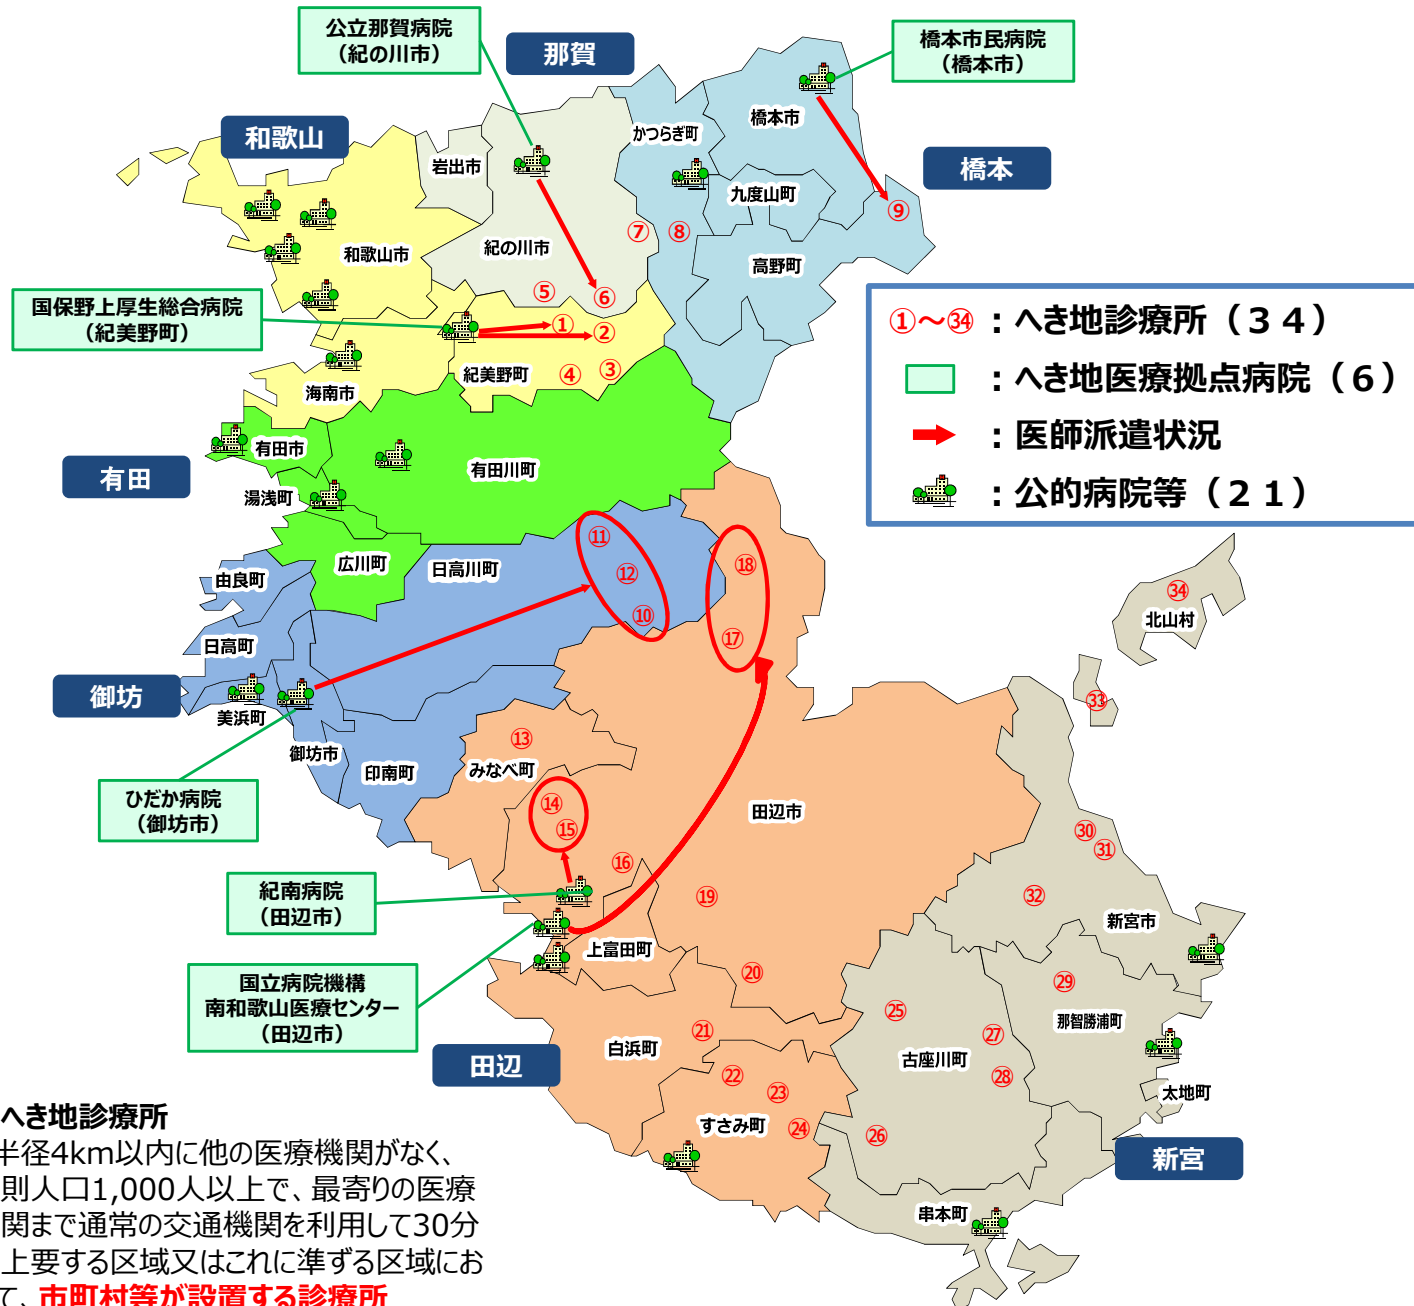 公立那賀病院
（紀の川市）
那賀
橋本市民病院
（橋本市）
和歌山
橋本市
かつらぎ町
岩出市
橋本
九度山町
⑨
⑦
⑧
紀の川市
和歌山市
高野町
⑤
⑥
国保野上厚生総合病院
（紀美野町）
①
②
③
④
紀美野町
海南市
①～㉞：へき地診療所（３４）
：へき地医療拠点病院（６）
：医師派遣状況
：公的病院等（２１）
有田市
有田川町
有田
湯浅町
⑪
広川町
日高川町
⑫
⑱
由良町
⑩
⑰
㉞
北山村
日高町
御坊
美浜町
㉝
御坊市
⑬
印南町
みなべ町
ひだか病院
（御坊市）
⑭
⑮
田辺市
㉚
㉛
⑯
紀南病院
（田辺市）
⑲
㉜
新宮市
上富田町
国立病院機構
南和歌山医療センター
（田辺市）
⑳
㉙
㉕
那智勝浦町
㉑
㉗
白浜町
古座川町
田辺
㉒
㉘
㉓
太地町
すさみ町
㉔
㉖
新宮
串本町
へき地診療所
半径4km以内に他の医療機関がなく、
則人口1,000人以上で、最寄りの医療
関まで通常の交通機関を利用して30分
上要する区域又はこれに準ずる区域にお
て、市町村等が設置する診療所